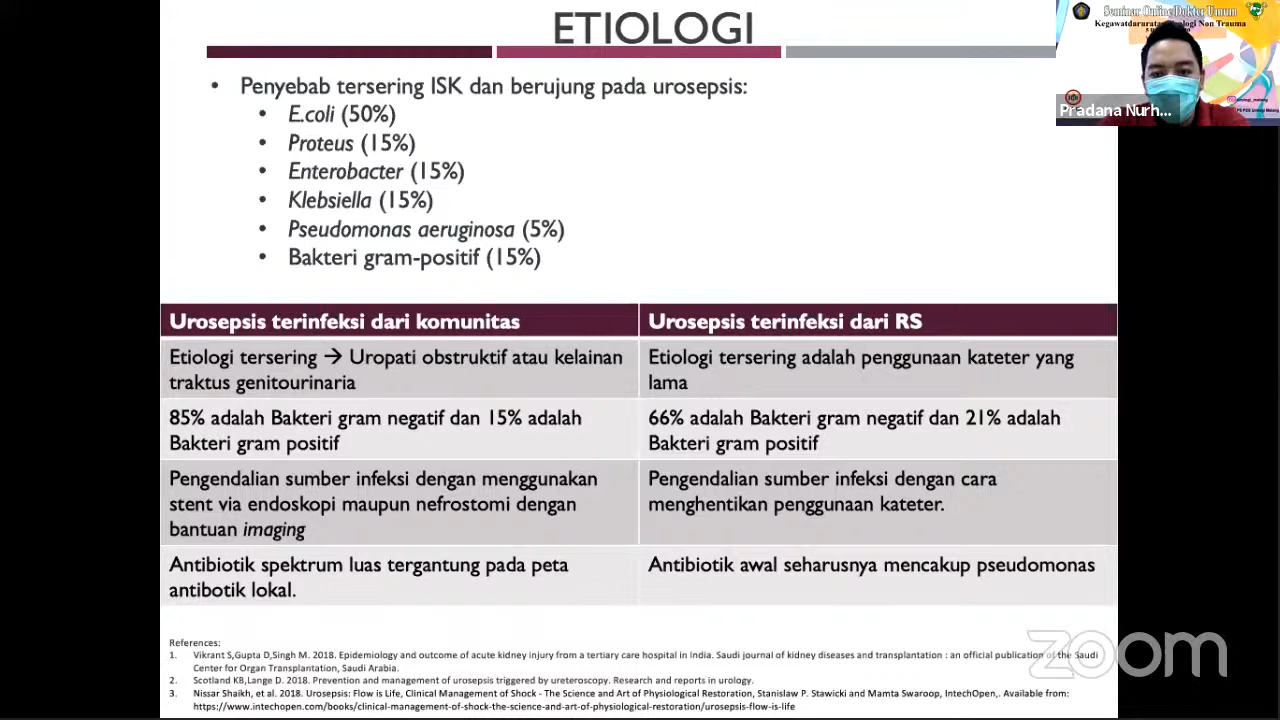 ETIOLOGI
Seminar Online Dokter Umum
Kegawatdaruratan Urologi Non Trauma
Pradana Nurh...
• Penyebab tersering ISK dan berujung pada urosepsis:
• E.coli (50%)
• Proteus (15%)
• Enterobacter (15%)
• Klebsiella (15%)
• Pseudomonas aeruginosa (5%)
• Bakteri gram-positif (15%)
Urosepsis terinfeksi dari komunitas
Urosepsis terinfeksi dari RS
Etiologi tersering → Uropati obstruktif atau kelainan
traktus genitourinaria
Etiologi tersering adalah penggunaan kateter yang
lama
85% adalah Bakteri gram negatif dan 15% adalah
Bakteri gram positif
66% adalah Bakteri gram negatif dan 21% adalah
Bakteri gram positif
Pengendalian sumber infeksi dengan menggunakan
stent via endoskopi maupun nefrostomi dengan
bantuan imaging
Pengendalian sumber infeksi dengan cara
menghentikan penggunaan kateter.
Antibiotik spektrum luas tergantung pada peta
antibotik lokal.
Antibiotik awal seharusnya mencakup pseudomonas
References:
1. Vikrant S,Gupta D,Singh M. 2018. Epidemiology and outcome of acute kidney injury from a tertiary care hospital in India. Saudi journal of kidney diseases and transplantation : an official publication of the Saudi
Center for Organ Transplantation, Saudi Arabia.
2. Scotland KB,Lange D. 2018. Prevention and management of urosepsis triggered by ureteroscopy. Research and reports in urology.
3. Nissar Shaikh, et al. 2018. Urosepsis: Flow is Life, Clinical Management of Shock - The Science and Art of Physiological Restoration, Stanislaw P. Stawicki and Mamta Swaroop, IntechOpen,. Available from:
https://www.intechopen.com/books/clinical-management-of-shock-the-science-and-art-of-physiological-restoration/urosepsis-flow-is-life
zoom